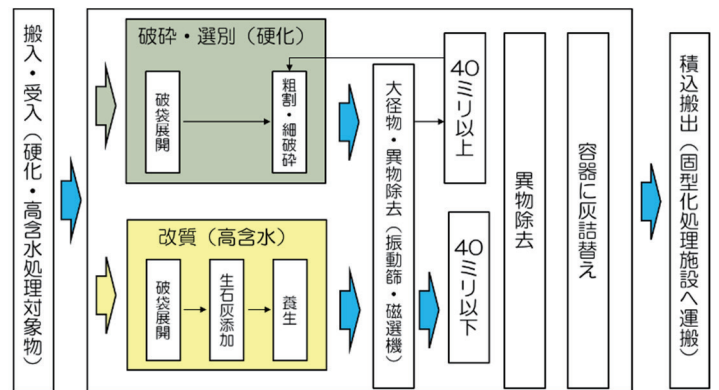 搬入・受入（硬化・高含水処理対象物）
破砕・選別（硬化）
破袋展開
粗割・細破砕
改質（高含水）
破袋展開
生石灰添加
養生
大径物・異物除去（振動篩・磁選機）
40ミリ以上
40ミリ以下
異物除去
容器に灰詰替え
積込搬出（固型化処理施設へ運搬）